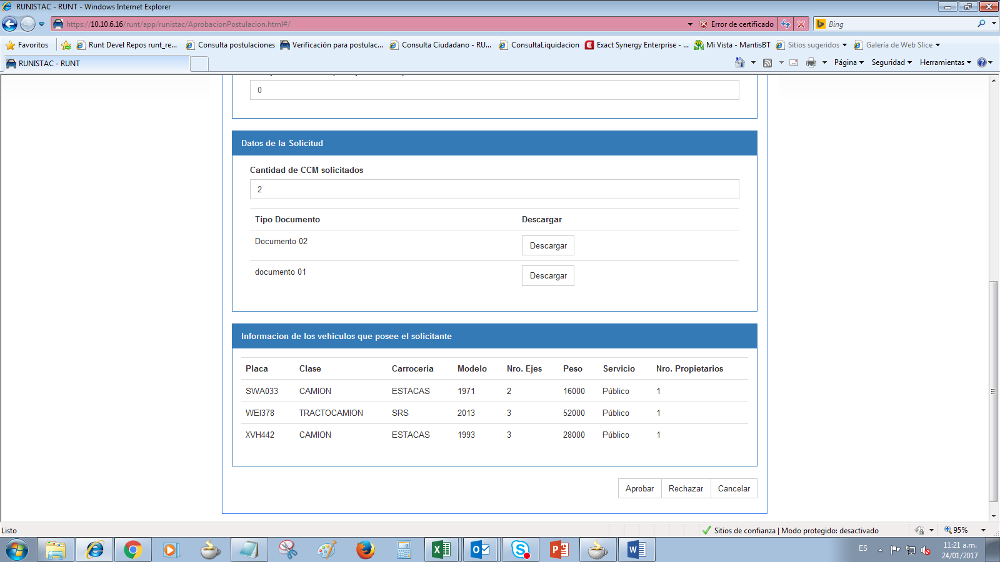 RUNISTAC - RUNT - Windows Internet Explorer
https://10.10.6.16/runt/app/runistac/AprobacionPostulacion.html#/
Error de certificado
Bing
Favoritos
Runt Devel Repos runt_re...
Consulta postulaciones
Verificación para postulac...
Consulta Ciudadano - RU...
ConsultaLiquidacion
Exact Synergy Enterprise - ...
Mi Vista - MantisBT
Sitios sugeridos
Galería de Web Slice
RUNISTAC - RUNT
Página
Seguridad
Herramientas
0
Datos de la Solicitud
Cantidad de CCM solicitados
2
Tipo Documento Descargar
Documento 02 Descargar
documento 01 Descargar
Informacion de los vehiculos que posee el solicitante
Placa Clase Carroceria Modelo Nro. Ejes Peso Servicio Nro. Propietarios
SWA033 CAMION ESTACAS 1971 2 16000 Público 1
WEI378 TRACTOCAMION SRS 2013 3 52000 Público 1
XVH442 CAMION ESTACAS 1993 3 28000 Público 1
Aprobar Rechazar Cancelar
Listo
Sitios de confianza | Modo protegido: desactivado
95%
ES
11:21 a.m.
24/01/2017